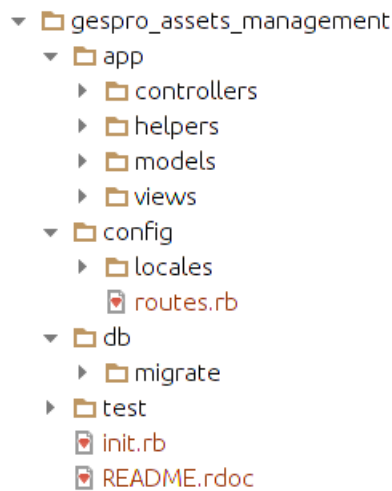 gespro_assets_management
app
controllers
helpers
models
views
config
locales
routes.rb
db
migrate
test
init.rb
README.rdoc